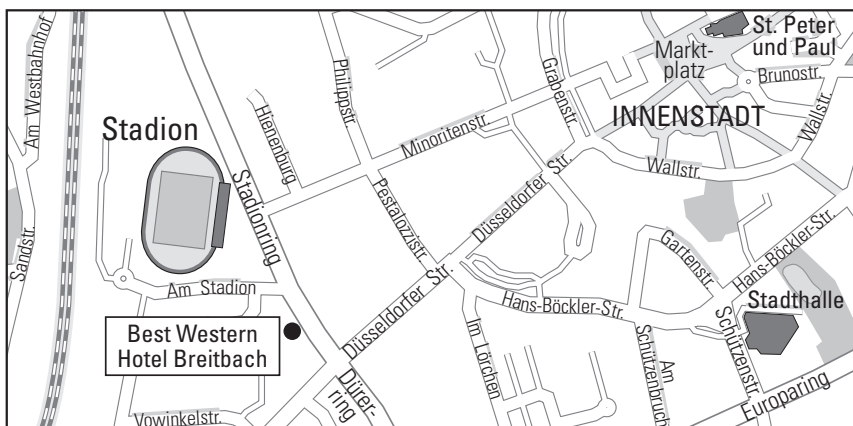 Am Westbahnhof
Sandstr.
Stadion
Hienenburg
Philippstr.
Minoritenstr.
Grabenstr.
Markt-
platz
St. Peter
und Paul
Brunostr.
INNENSTADT
Wallstr.
Wallstr.
Stadionring
Pestalozzistr.
Düsseldorfer Str.
Düsseldorfer Str.
Düsseldorfer Str.
Gartenstr.
Hans-Böckler-Str.
Hans-Böckler-Str.
Am Stadion
Best Western
Hotel Breitbach
Im Lörchen
Am
Schützenbruch
Schützenstr.
Stadthalle
Europaring
Dürer-
ring
Vowinkelstr.